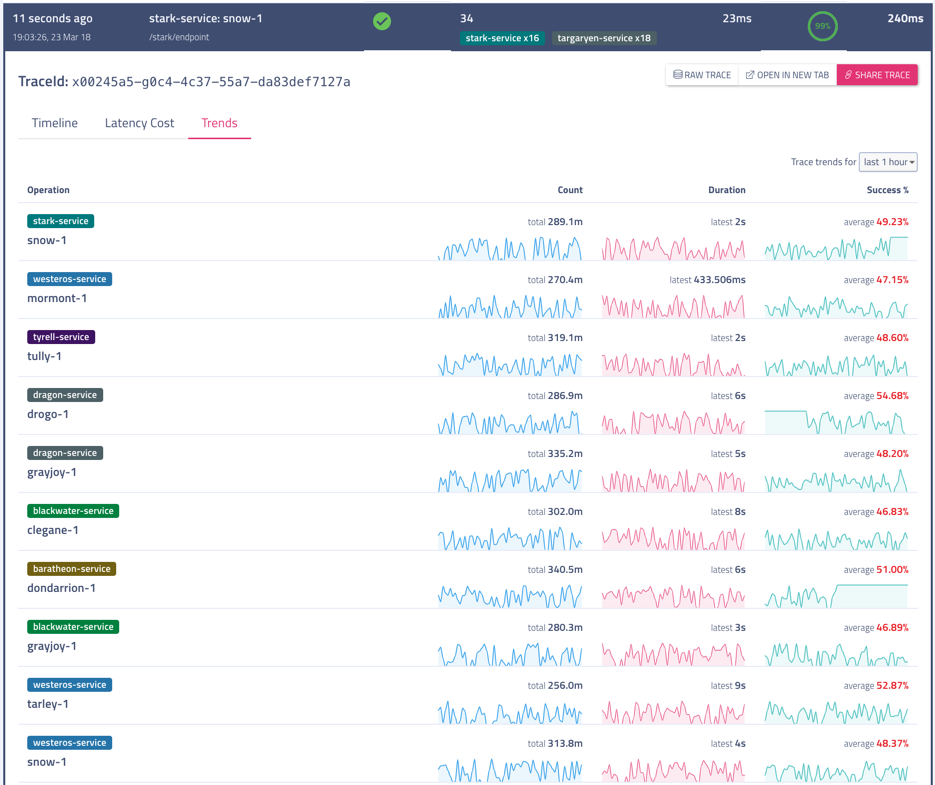 11 seconds ago stark-service: snow-1 34 23ms 99% 240ms
19:03:26, 23 Mar 18 /stark/endpoint stark-service x16 targaryen-service x18
TraceId: x00245a5-g0c4-4c37-55a7-da83def7127a RAW TRACE OPEN IN NEW TAB SHARE TRACE
Timeline Latency Cost Trends
Trace trends for last 1 hour
Operation Count Duration Success %
stark-service total 289.1m latest 2s average 49.23%
snow-1
westeros-service total 270.4m latest 433.506ms average 47.15%
mormont-1
tyrell-service total 319.1m latest 2s average 48.60%
tully-1
dragon-service total 286.9m latest 6s average 54.68%
drogo-1
dragon-service total 335.2m latest 5s average 48.20%
grayjoy-1
blackwater-service total 302.0m latest 8s average 46.83%
clegane-1
baratheon-service total 340.5m latest 6s average 51.00%
dondarrion-1
blackwater-service total 280.3m latest 3s average 46.89%
grayjoy-1
westeros-service total 256.0m latest 9s average 52.87%
tarley-1
westeros-service total 313.8m latest 4s average 48.37%
snow-1